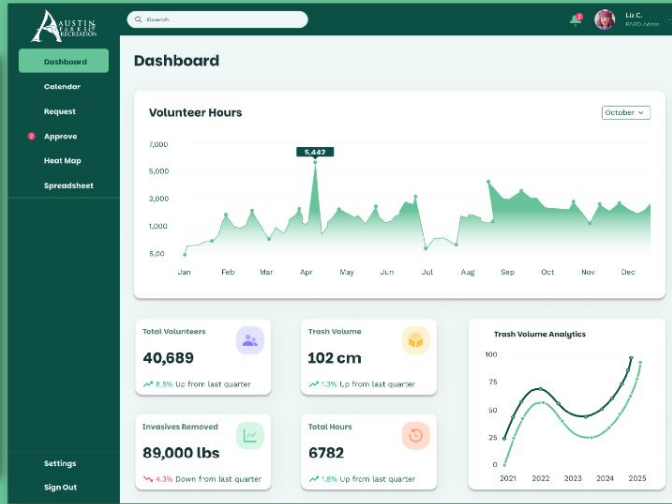 AUSTIN
PARKS &
RECREATION
Search
2
Liz C.
PARD Admin
Dashboard
Calendar
Request
2
Approve
Heat Map
Spreadsheet
Settings
Sign Out
Dashboard
Volunteer Hours
October
7,000
5,000
3,000
1,000
5,00
5,442
Jan Feb Mar Apr May Jun Jul Aug Sep Oct Nov Dec
Total Volunteers
40,689
8.5% Up from last quarter
Trash Volume
102 cm
1.3% Up from last quarter
Invasives Removed
89,000 lbs
4.3% Down from last quarter
Total Hours
6782
1.8% Up from last quarter
Trash Volume Analytics
100
75
50
25
0
2021 2022 2023 2024 2025